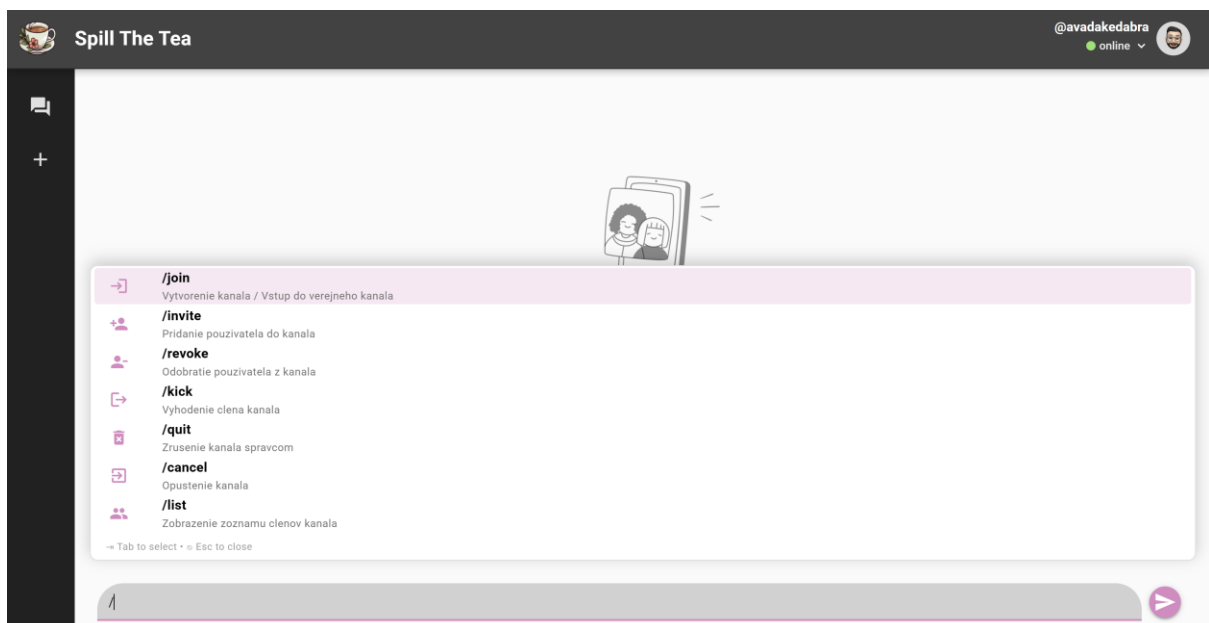 Spill The Tea
@avadakedabra
online
/join
Vytvorenie kanala / Vstup do verejneho kanala
/invite
Pridanie pouzivatela do kanala
/revoke
Odobratie pouzivatela z kanala
/kick
Vyhodenie clena kanala
/quit
Zrusenie kanala spravcom
/cancel
Opustenie kanala
/list
Zobrazenie zoznamu clenov kanala
⇥ Tab to select • ⎋ Esc to close
/